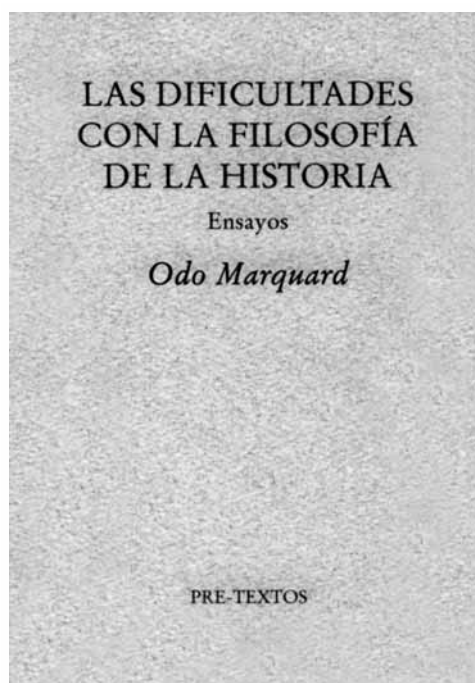 LAS DIFICULTADES
CON LA FILOSOFÍA
DE LA HISTORIA
Ensayos
Odo Marquard
PRE-TEXTOS